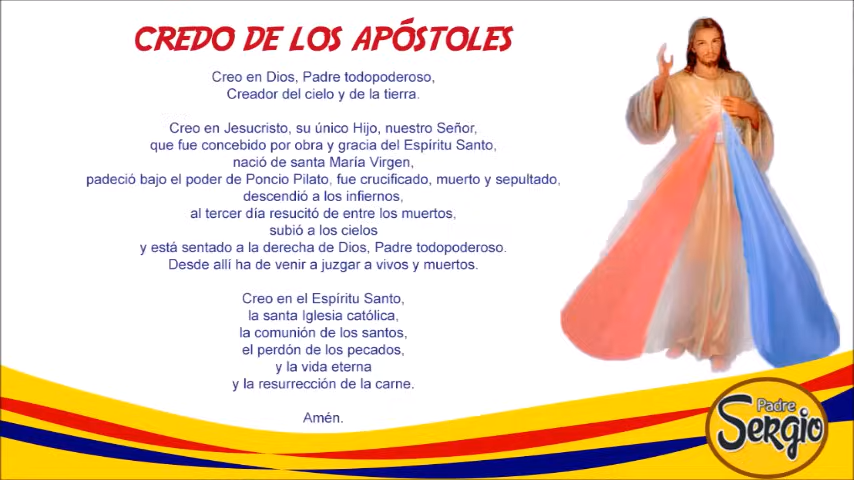 CREDO DE LOS APÓSTOLES
Creo en Dios, Padre todopoderoso,
Creador del cielo y de la tierra.
Creo en Jesucristo, su único Hijo, nuestro Señor,
que fue concebido por obra y gracia del Espíritu Santo,
nació de santa María Virgen,
padeció bajo el poder de Poncio Pilato, fue crucificado, muerto y sepultado,
descendió a los infiernos,
al tercer día resucitó de entre los muertos,
subió a los cielos
y está sentado a la derecha de Dios, Padre todopoderoso.
Desde allí ha de venir a juzgar a vivos y muertos.
Creo en el Espíritu Santo,
la santa Iglesia católica,
la comunión de los santos,
el perdón de los pecados,
y la vida eterna
y la resurrección de la carne.
Amén.
Padre
Sergio